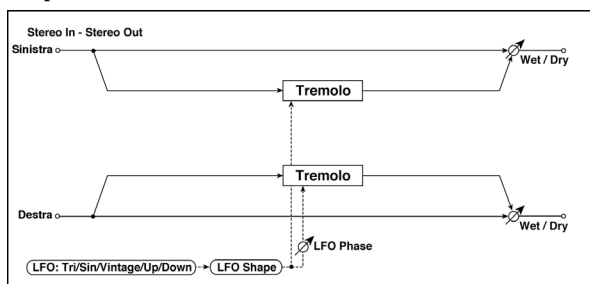 Stereo In - Stereo Out
Sinistra
Wet / Dry
Tremolo
Tremolo
Destra
Wet / Dry
LFO Phase
LFO: Tri/Sin/Vintage/Up/Down
LFO Shape